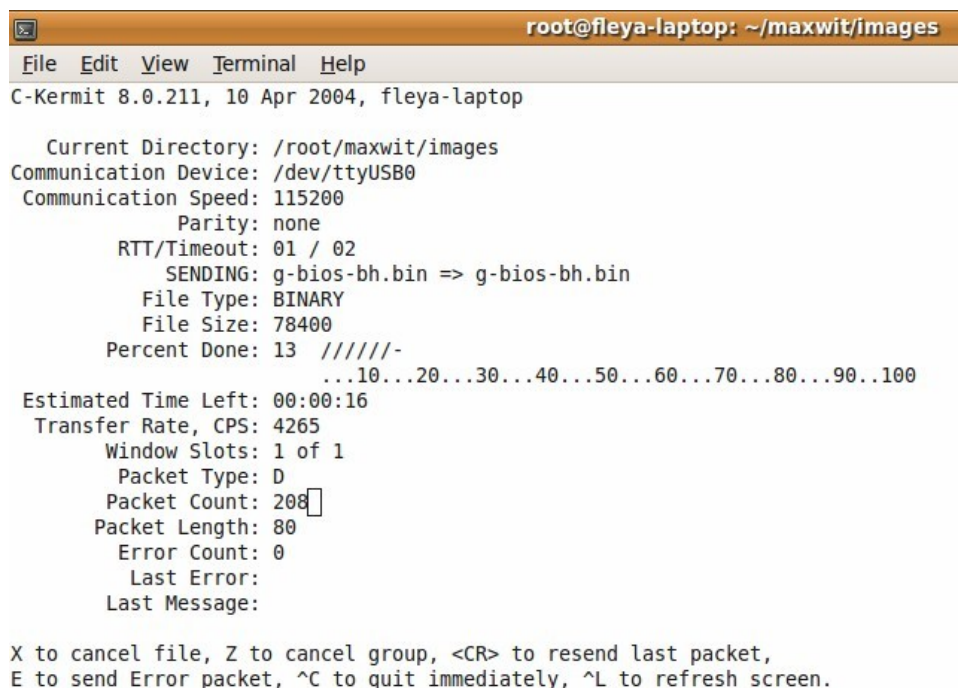 root@fleya-laptop: ~/maxwit/images
File Edit View Terminal Help
C-Kermit 8.0.211, 10 Apr 2004, fleya-laptop
Current Directory: /root/maxwit/images
Communication Device: /dev/ttyUSB0
Communication Speed: 115200
Parity: none
RTT/Timeout: 01 / 02
SENDING: g-bios-bh.bin => g-bios-bh.bin
File Type: BINARY
File Size: 78400
Percent Done: 13 //////-
...10...20...30...40...50...60...70...80...90..100
Estimated Time Left: 00:00:16
Transfer Rate, CPS: 4265
Window Slots: 1 of 1
Packet Type: D
Packet Count: 208
Packet Length: 80
Error Count: 0
Last Error:
Last Message:
X to cancel file, Z to cancel group, <CR> to resend last packet,
E to send Error packet, ^C to quit immediately, ^L to refresh screen.